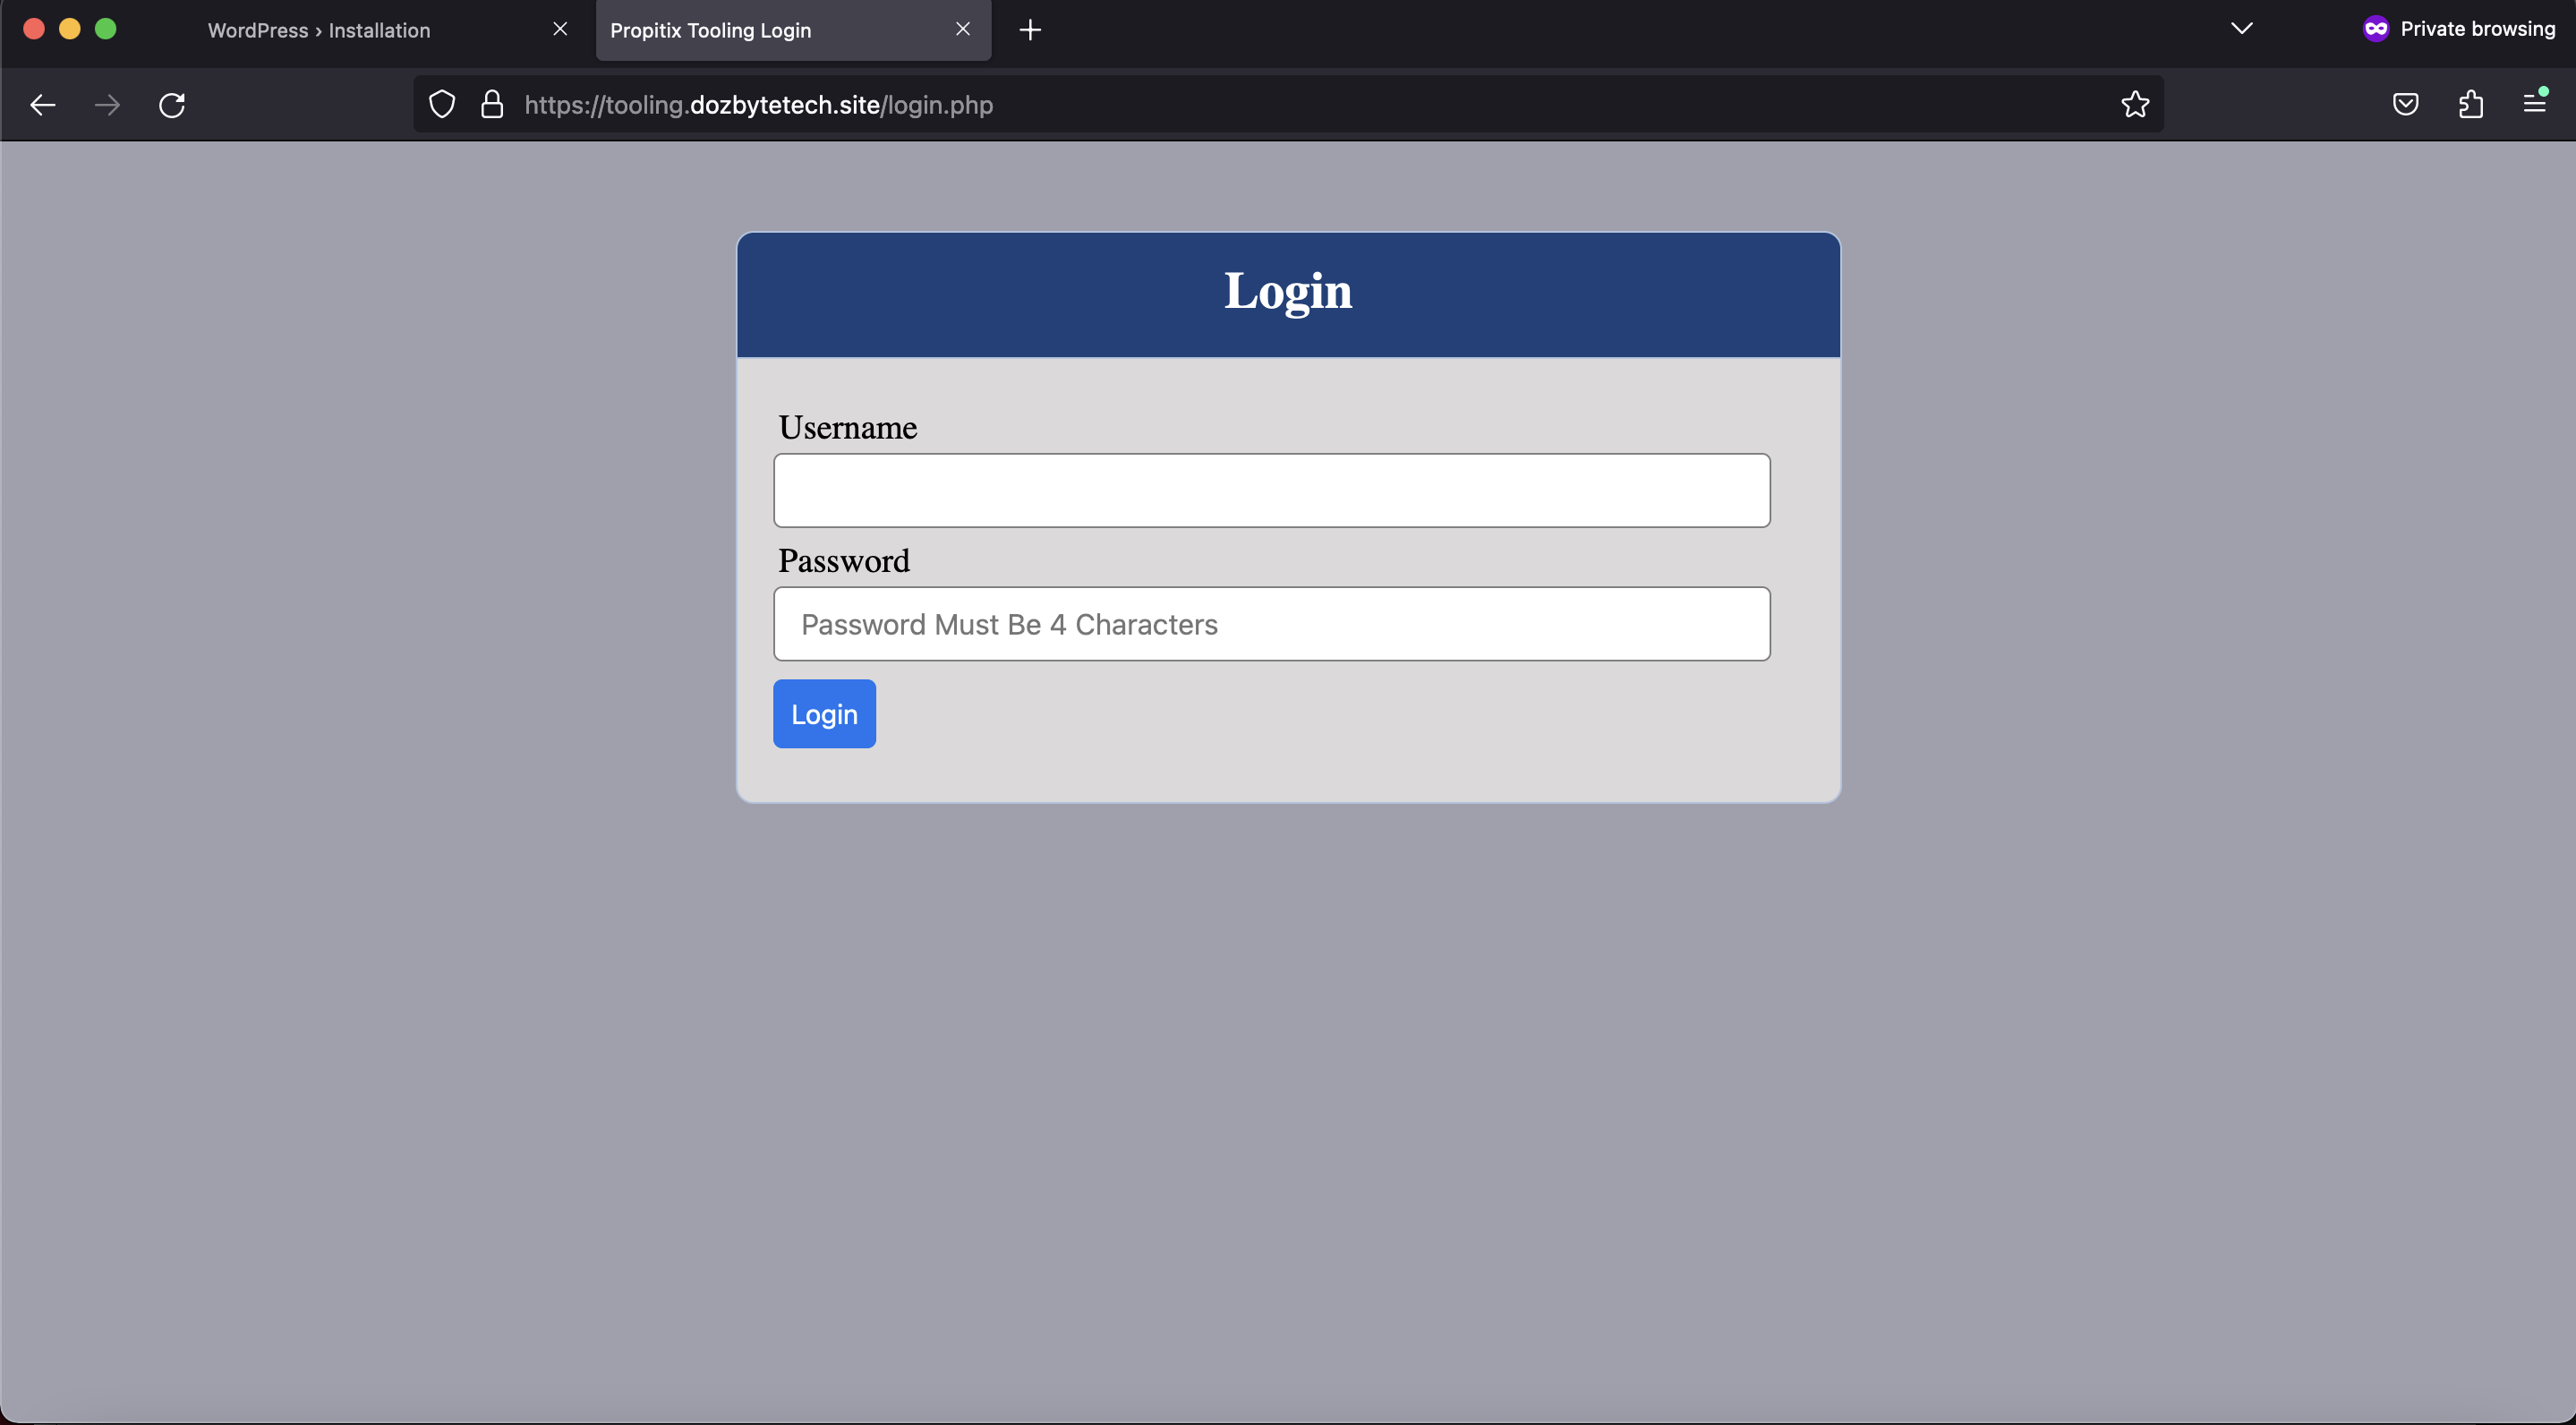 WordPress › Installation
Propitix Tooling Login
Private browsing
https://tooling.dozbytetech.site/login.php
Login
Username
Password
Password Must Be 4 Characters
Login